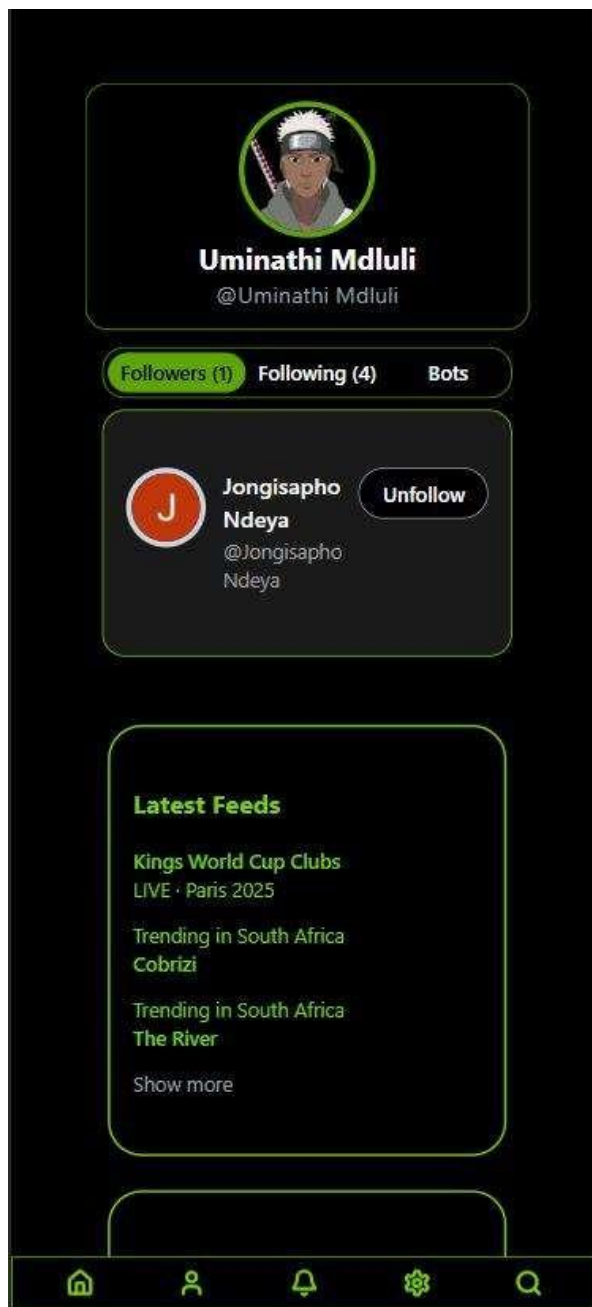 Uminathi Mdluli
@Uminathi Mdluli
Followers (1) Following (4) Bots
J
Jongisapho
Ndeya
@Jongisapho
Ndeya
Unfollow
Latest Feeds
Kings World Cup Clubs
LIVE · Paris 2025
Trending in South Africa
Cobrizi
Trending in South Africa
The River
Show more